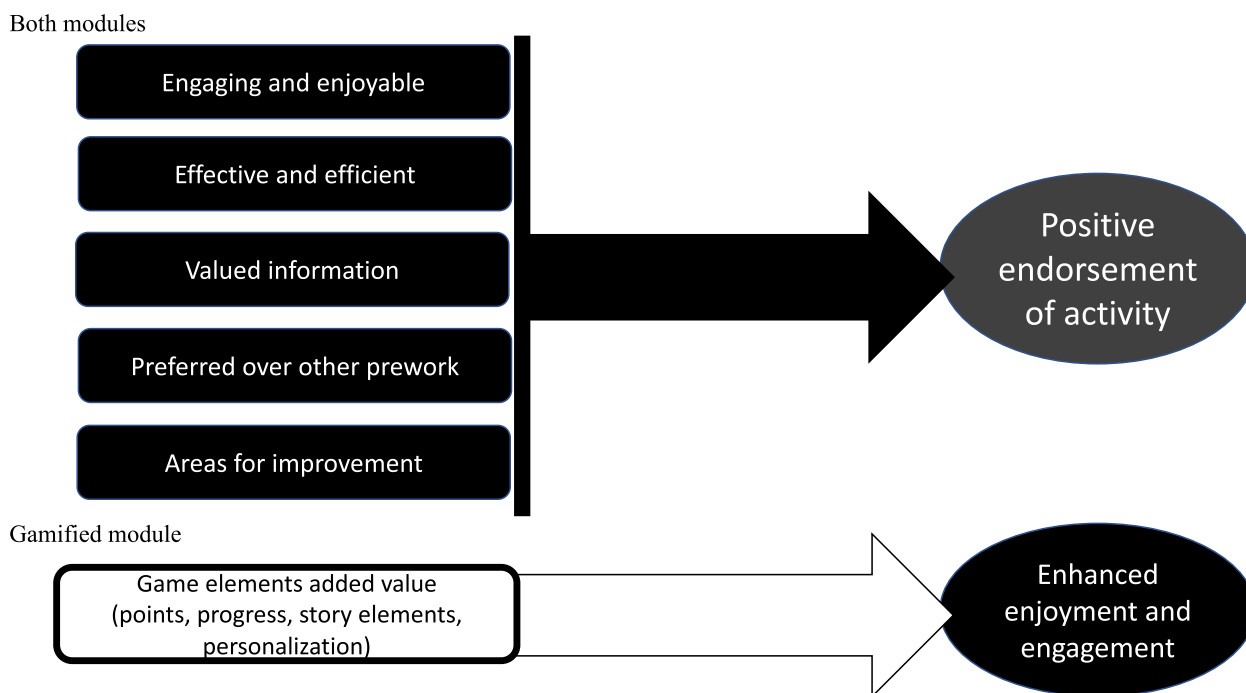 Both modules
Engaging and enjoyable
Effective and efficient
Valued information
Preferred over other prework
Areas for improvement
Positive
endorsement
of activity
Gamified module
Game elements added value
(points, progress, story elements,
personalization)
Enhanced
enjoyment and
engagement